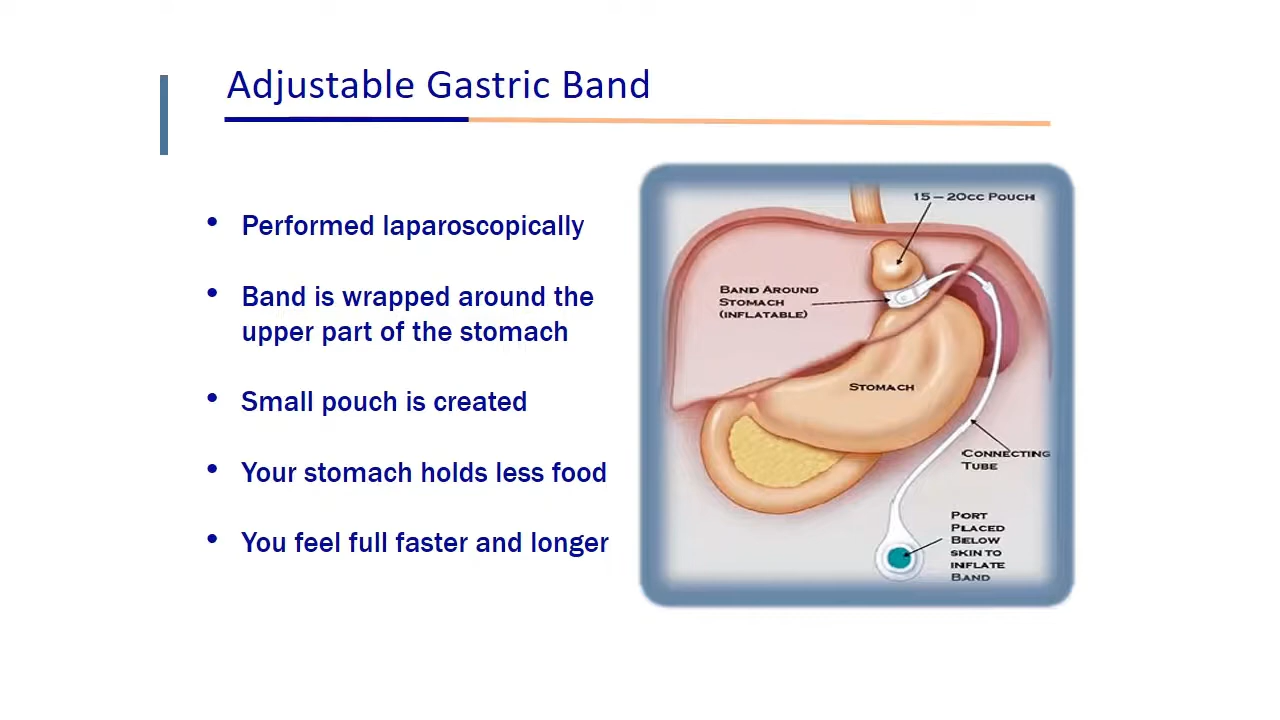 Adjustable Gastric Band
• Performed laparoscopically
• Band is wrapped around the
upper part of the stomach
• Small pouch is created
• Your stomach holds less food
• You feel full faster and longer
15 – 20cc Pouch
Band Around
Stomach
(inflatable)
Stomach
Connecting
Tube
Port
Placed
Below
skin to
inflate
Band